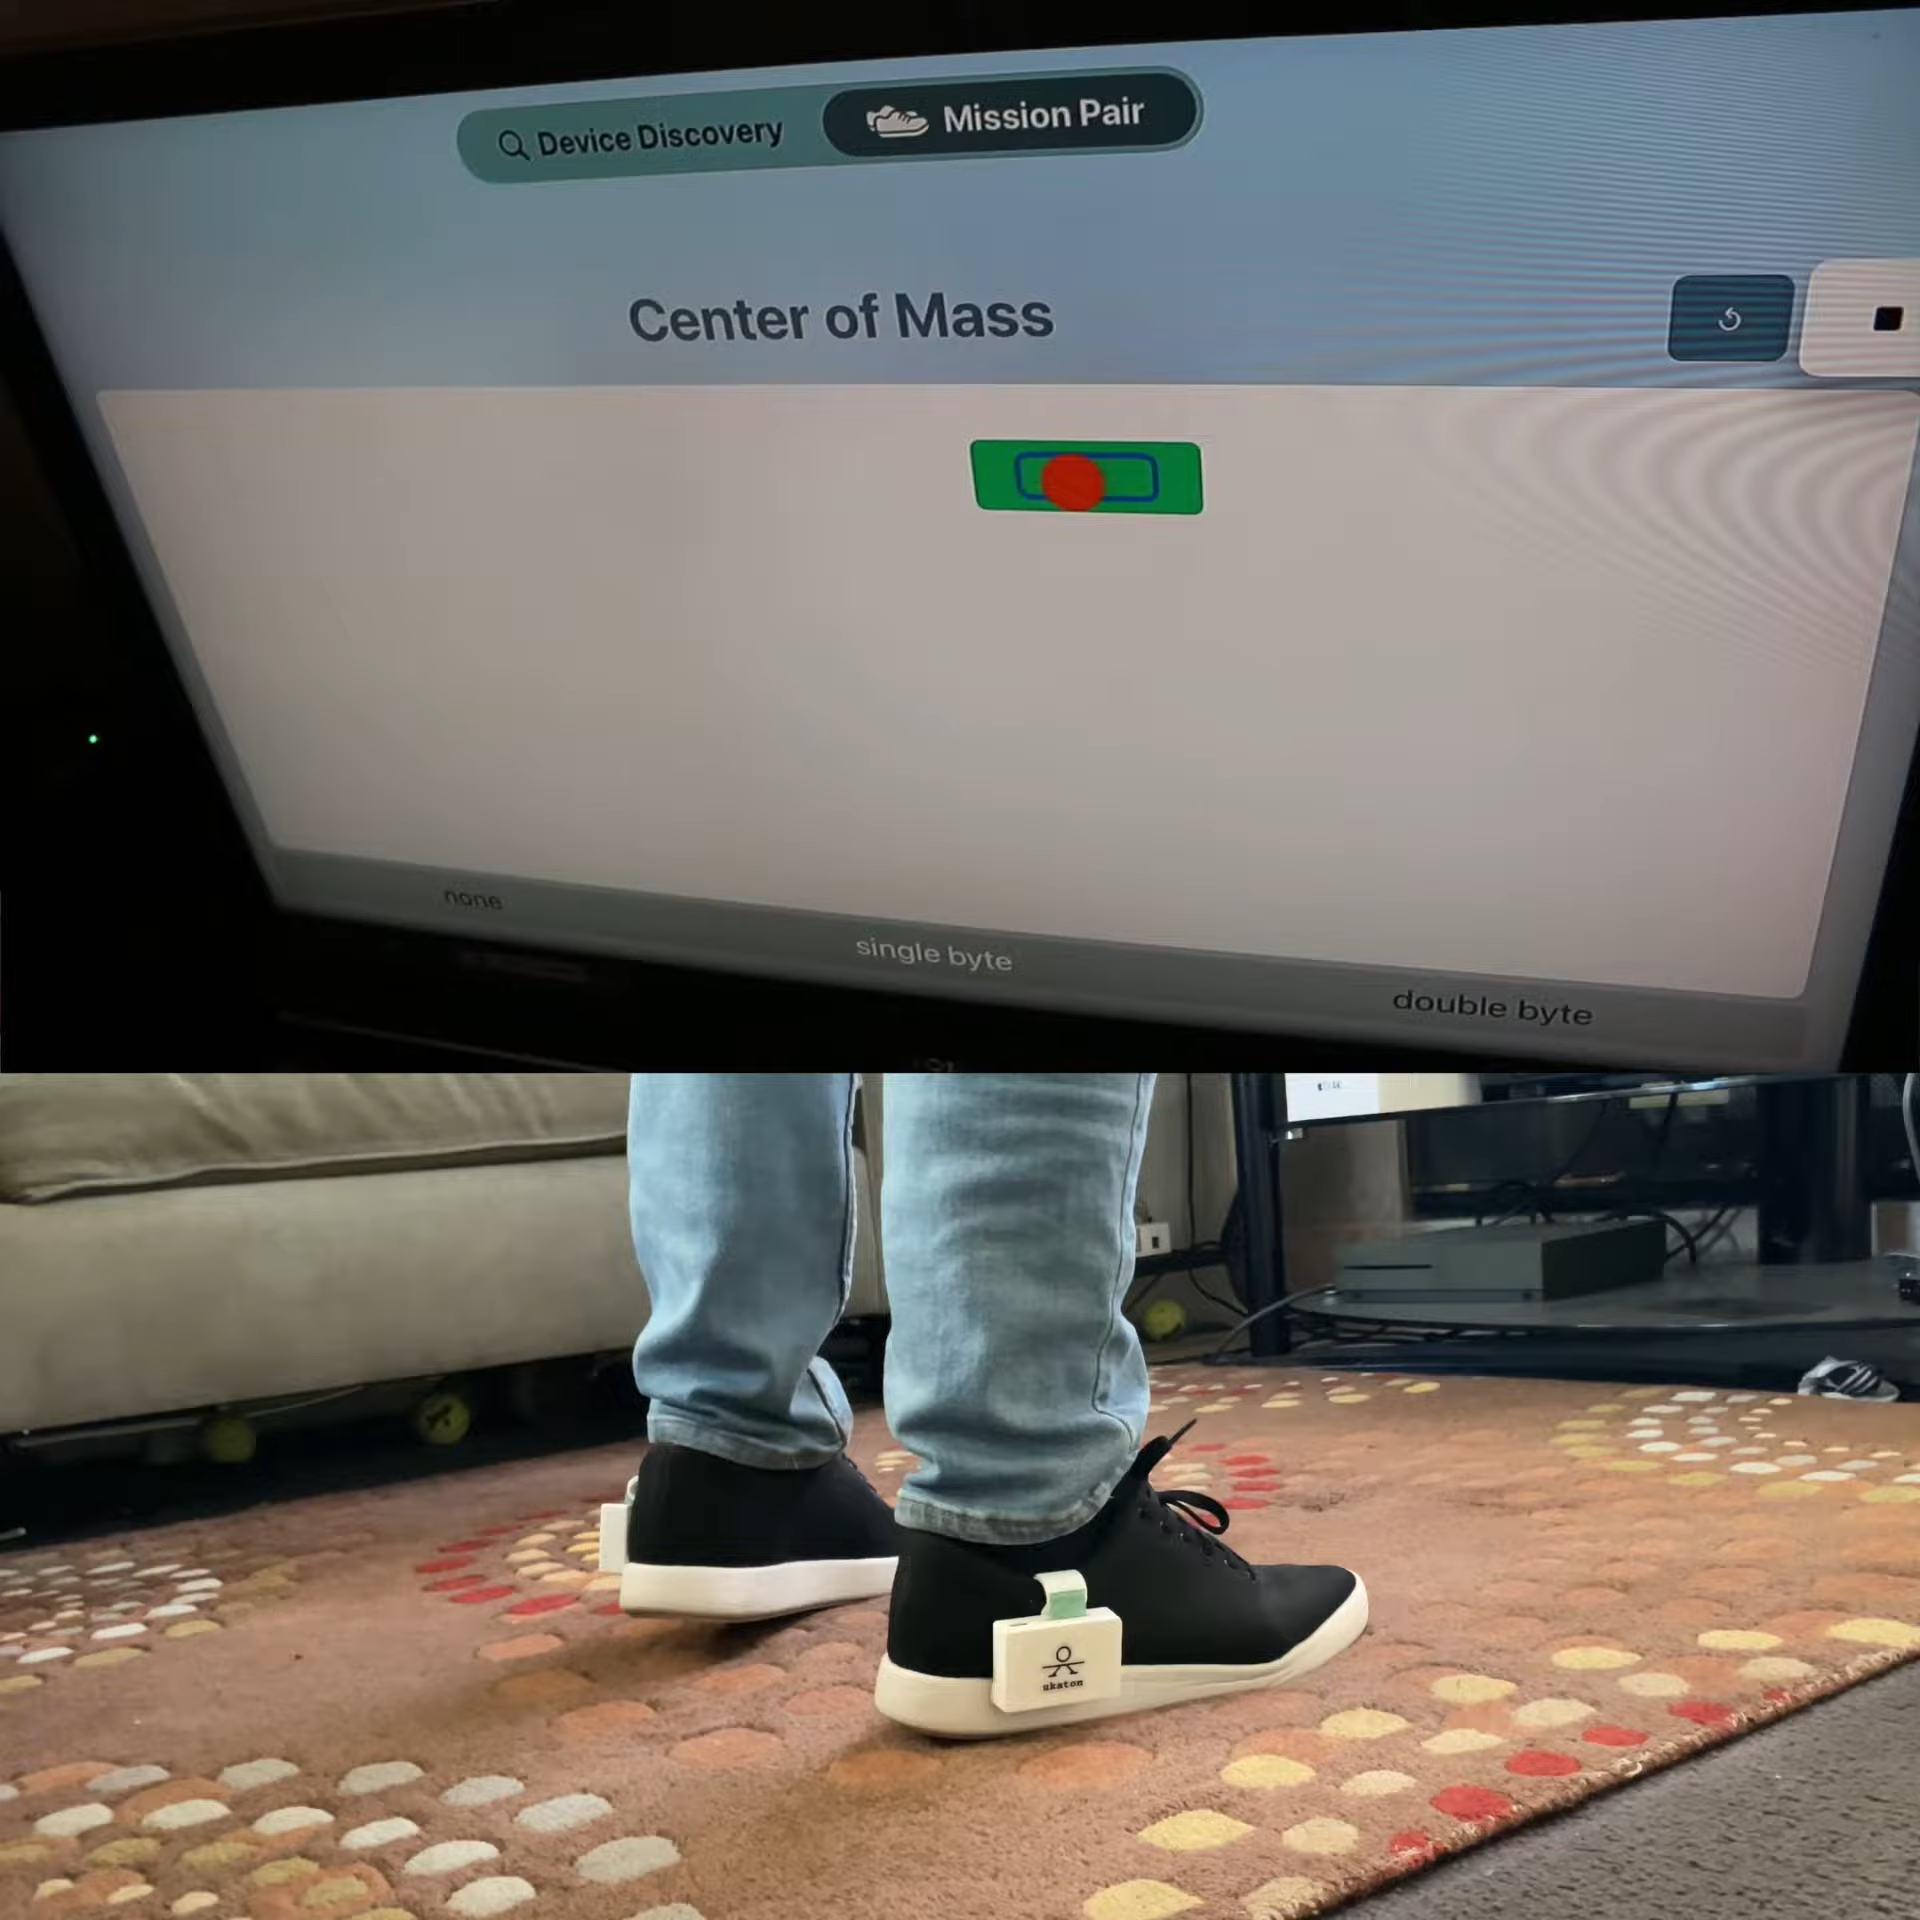 Device Discovery
Mission Pair
Center of Mass
none
single byte
double byte
ukaton